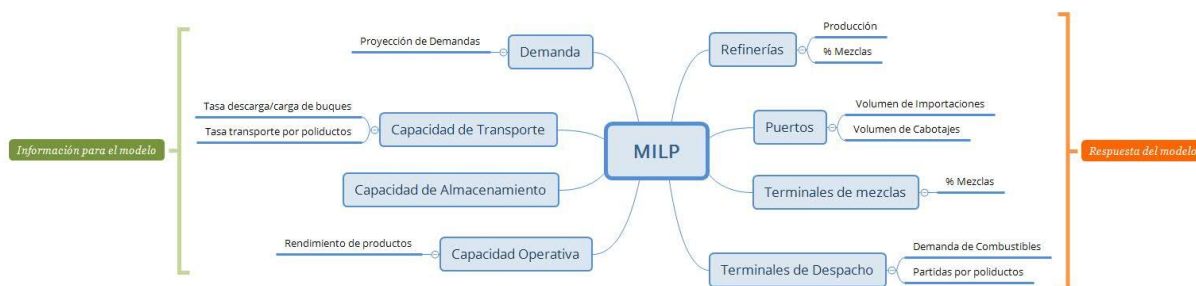 Información para el modelo
Proyección de Demandas
Demanda
Tasa descarga/carga de buques
Tasa transporte por poliductos
Capacidad de Transporte
Capacidad de Almacenamiento
Rendimiento de productos
Capacidad Operativa
MILP
Refinerías
Producción
% Mezclas
Puertos
Volumen de Importaciones
Volumen de Cabotajes
Terminales de mezclas
% Mezclas
Terminales de Despacho
Demanda de Combustibles
Partidas por poliductos
Respuesta del modelo